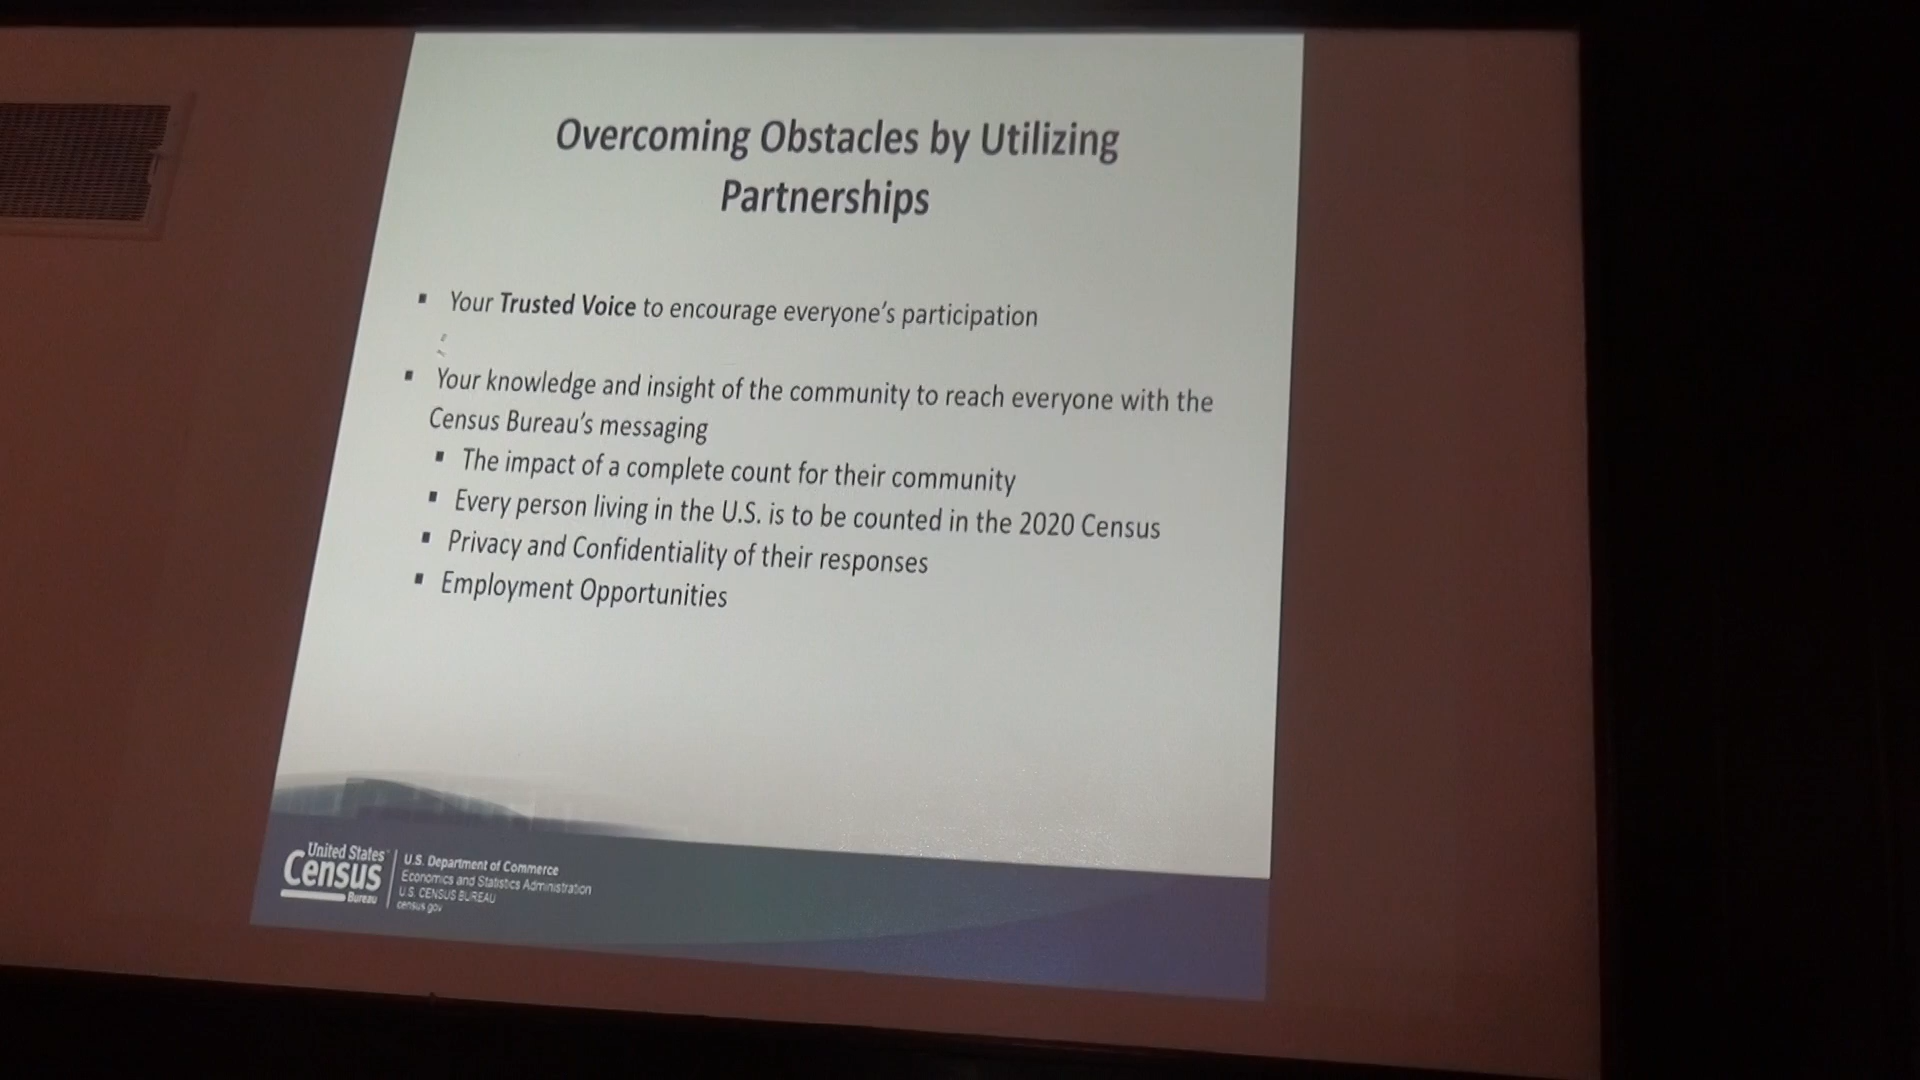 Overcoming Obstacles by Utilizing
Partnerships
▪ Your Trusted Voice to encourage everyone's participation
▪ Your knowledge and insight of the community to reach everyone with the
Census Bureau's messaging
▪ The impact of a complete count for their community
▪ Every person living in the U.S. is to be counted in the 2020 Census
▪ Privacy and Confidentiality of their responses
▪ Employment Opportunities
United States
Census
Bureau
U.S. Department of Commerce
Economics and Statistics Administration
U.S. CENSUS BUREAU
census.gov